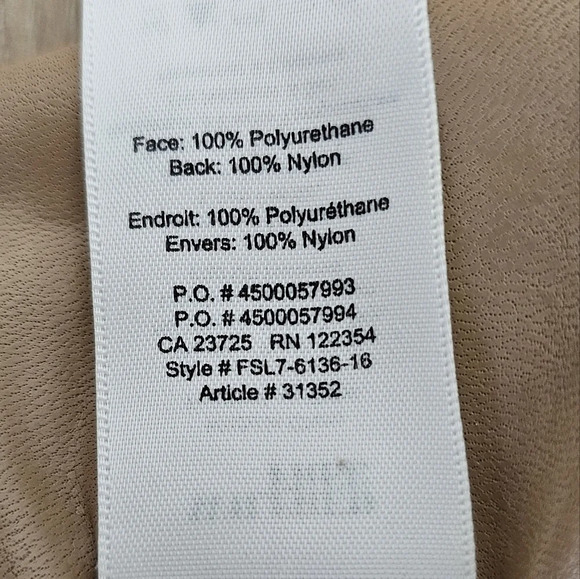 Face: 100% Polyurethane
Back: 100% Nylon
Endroit: 100% Polyuréthane
Envers: 100% Nylon
P.O. # 4500057993
P.O. # 4500057994
CA 23725 RN 122354
Style # FSL7-6136-16
Article # 31352